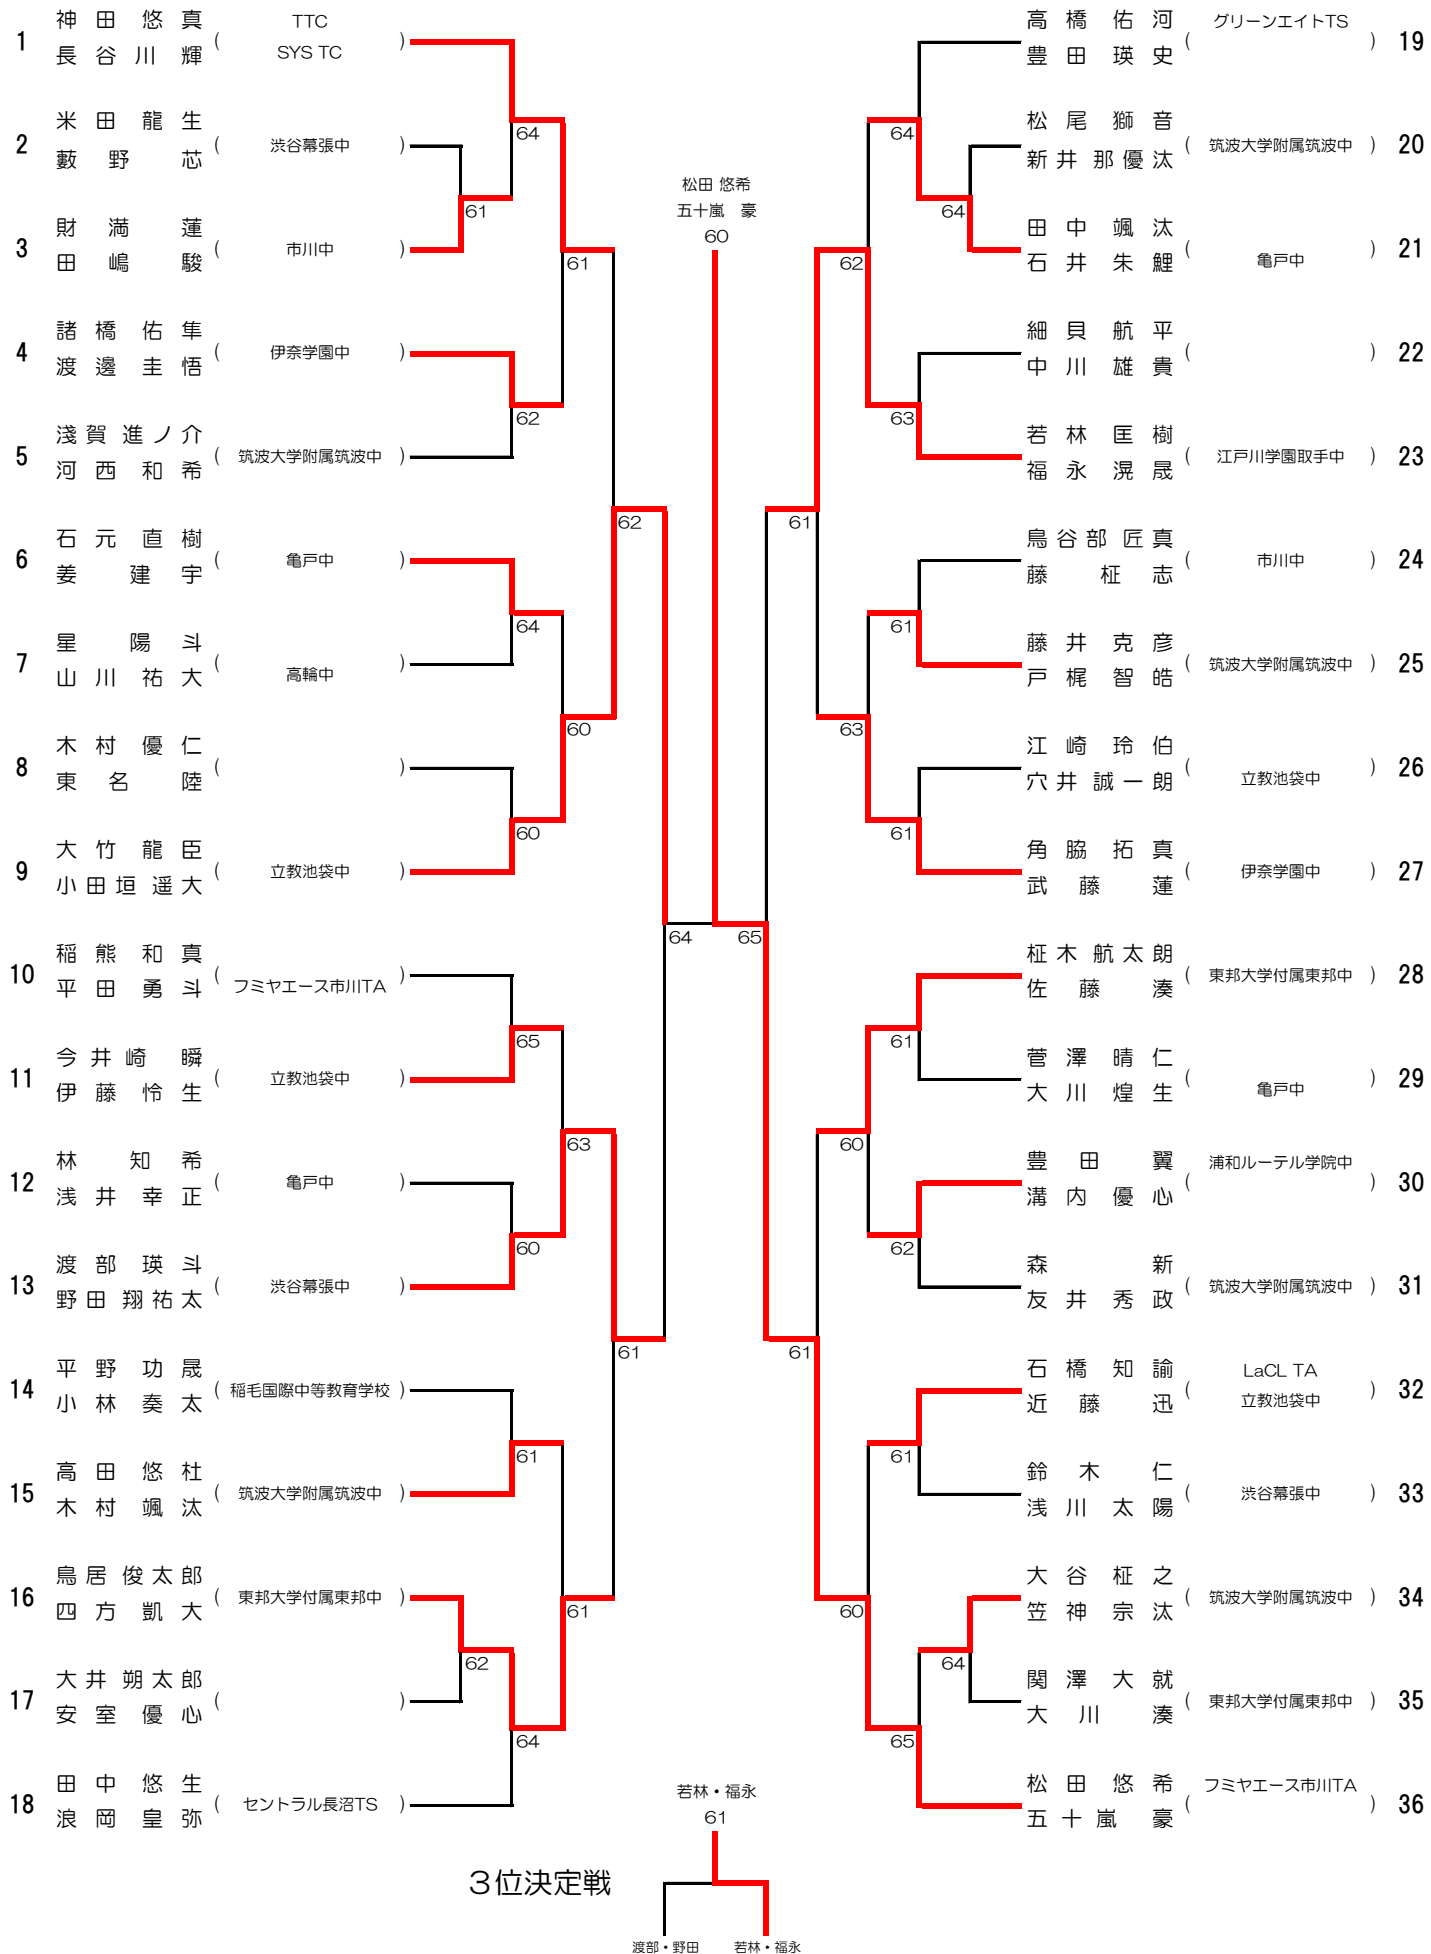 1 神田悠真 ( TTC )
長谷川輝 SYS TC
2 米田龍生 ( 渋谷幕張中 )
藪野芯
3 財満蓮 ( 市川中 )
田嶋駿
4 諸橋佑隼 ( 伊奈学園中 )
渡邉圭悟
5 淺賀進ノ介 ( 筑波大学附属筑波中 )
河西和希
6 石元直樹 ( 亀戸中 )
姜建宇
7 星陽斗 ( 高輪中 )
山川祐大
8 木村優仁 ( )
東名陸
9 大竹龍臣 ( 立教池袋中 )
小田垣遥大
10 稲熊和真 ( フミヤエース市川TA )
平田勇斗
11 今井崎瞬 ( 立教池袋中 )
伊藤怜生
12 林知希 ( 亀戸中 )
浅井幸正
13 渡部瑛斗 ( 渋谷幕張中 )
野田翔祐太
14 平野功晟 ( 稲毛国際中等教育学校 )
小林奏太
15 高田悠杜 ( 筑波大学附属筑波中 )
木村颯汰
16 鳥居俊太郎 ( 東邦大学付属東邦中 )
四方凱大
17 大井朔太郎 ( )
安室優心
18 田中悠生 ( セントラル長沼TS )
浪岡皇弥
64
61
61
62
62
64
60
60
64
65
63
60
61
61
61
62
64
松田 悠希
五十嵐 豪
60
65
高橋佑河 ( グリーンエイトTS ) 19
豊田瑛史
松尾獅音 ( 筑波大学附属筑波中 ) 20
新井那優汰
田中颯汰 ( 亀戸中 ) 21
石井朱鯉
細貝航平 ( ) 22
中川雄貴
若林匡樹 ( 江戸川学園取手中 ) 23
福永滉晟
鳥谷部匠真 ( 市川中 ) 24
藤柾志
藤井克彦 ( 筑波大学附属筑波中 ) 25
戸梶智皓
江崎玲伯 ( 立教池袋中 ) 26
穴井誠一朗
角脇拓真 ( 伊奈学園中 ) 27
武藤蓮
柾木航太朗 ( 東邦大学付属東邦中 ) 28
佐藤湊
菅澤晴仁 ( 亀戸中 ) 29
大川煌生
豊田翼 ( 浦和ルーテル学院中 ) 30
溝内優心
森新 ( 筑波大学附属筑波中 ) 31
友井秀政
石橋知諭 ( LaCL TA ) 32
近藤迅 立教池袋中
鈴木仁 ( 渋谷幕張中 ) 33
浅川太陽
大谷柾之 ( 筑波大学附属筑波中 ) 34
笠神宗汰
関澤大就 ( 東邦大学付属東邦中 ) 35
大川湊
松田悠希 ( フミヤエース市川TA ) 36
五十嵐豪
64
64
62
63
61
61
63
61
61
60
62
61
61
60
64
65
若林・福永
61
3位決定戦
渡部・野田 若林・福永